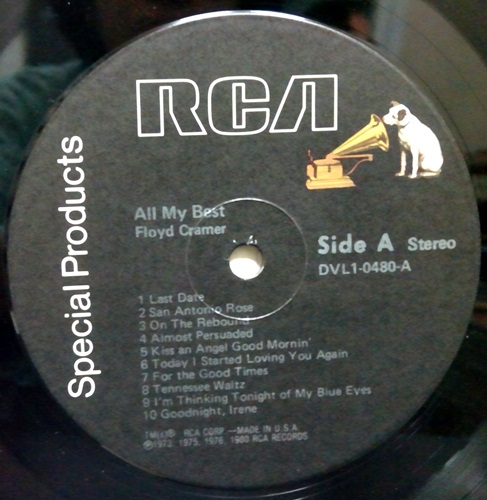 RCA
Special Products
All My Best
Floyd Cramer
Side A Stereo
DVL1-0480-A
1 Last Date
2 San Antonio Rose
3 On The Rebound
4 Almost Persuaded
5 Kiss an Angel Good Mornin'
6 Today I Started Loving You Again
7 For the Good Times
8 Tennessee Waltz
9 I'm Thinking Tonight of My Blue Eyes
10 Goodnight, Irene
TM(s)® RCA CORP.—MADE IN U.S.A.
1975, 1976, 1980 RCA RECORDS